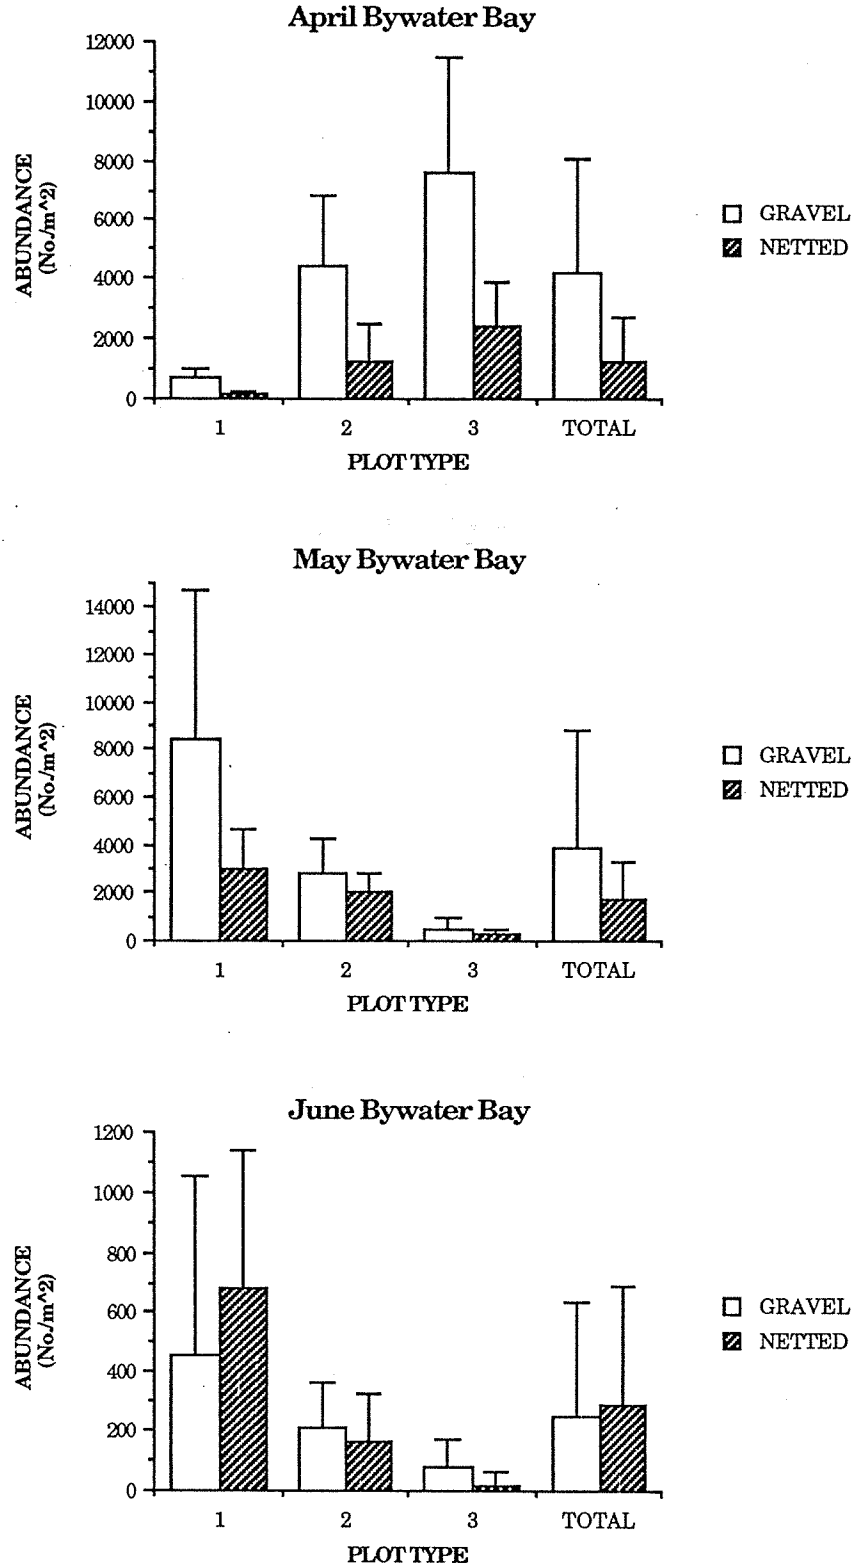 April Bywater Bay
12000
10000
8000
6000
4000
2000
0
ABUNDANCE
(No./m^2)
1 2 3 TOTAL
PLOT TYPE
GRAVEL
NETTED
May Bywater Bay
14000
12000
10000
8000
6000
4000
2000
0
ABUNDANCE
(No./m^2)
1 2 3 TOTAL
PLOT TYPE
GRAVEL
NETTED
June Bywater Bay
1200
1000
800
600
400
200
0
ABUNDANCE
(No./m^2)
1 2 3 TOTAL
PLOT TYPE
GRAVEL
NETTED